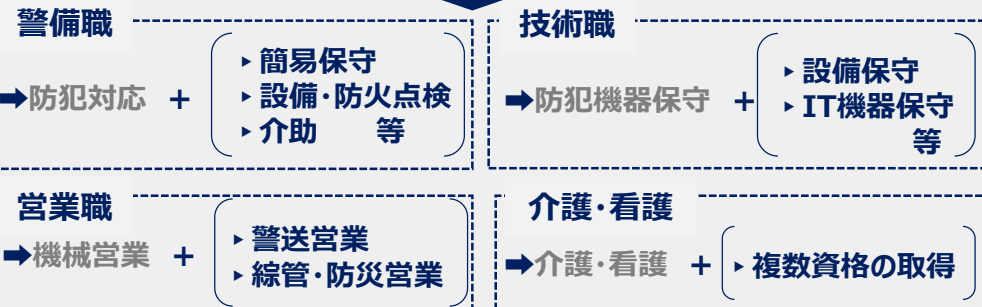 警備職
➡防犯対応 +
▸簡易保守
▸設備・防火点検
▸介助 等
技術職
➡防犯機器保守 +
▸設備保守
▸IT機器保守
等
営業職
➡機械営業 +
▸警送営業
▸綜管・防災営業
介護・看護
➡介護・看護 +
▸複数資格の取得